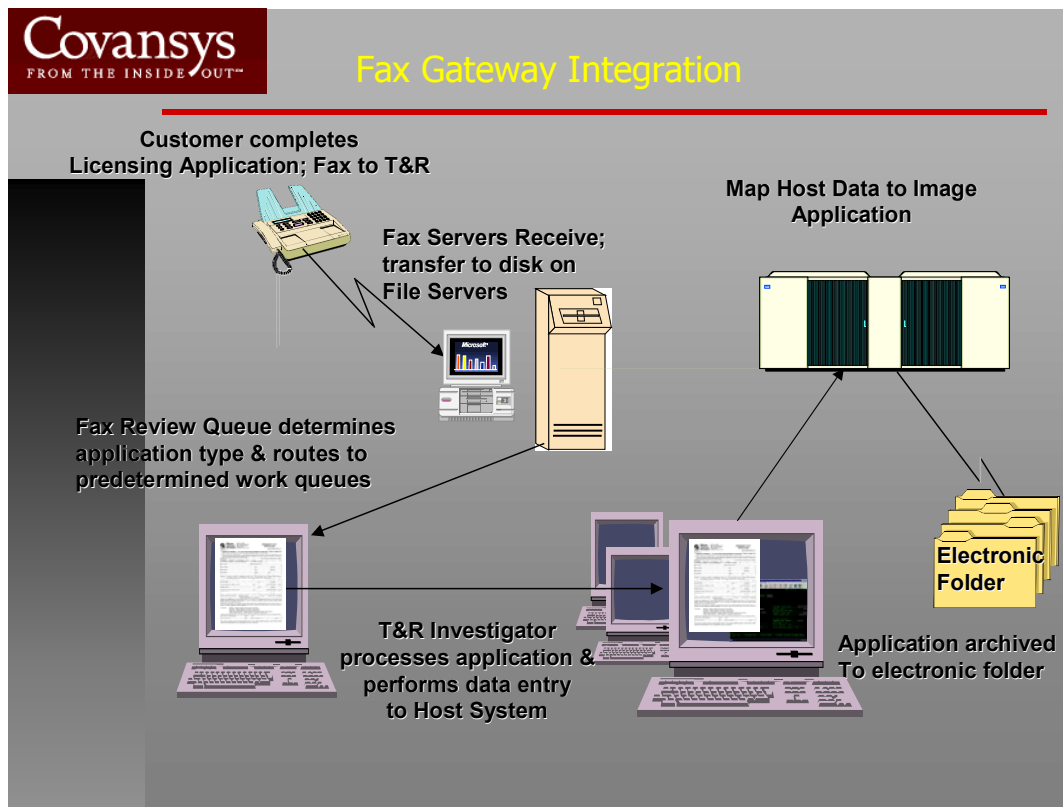 Covansys
FROM THE INSIDE OUT℠
Fax Gateway Integration
Customer completes
Licensing Application; Fax to T&R
Map Host Data to Image
Application
Fax Servers Receive;
transfer to disk on
File Servers
Microsoft
Fax Review Queue determines
application type & routes to
predetermined work queues
Electronic
Folder
T&R Investigator
processes application &
performs data entry
to Host System
Application archived
To electronic folder